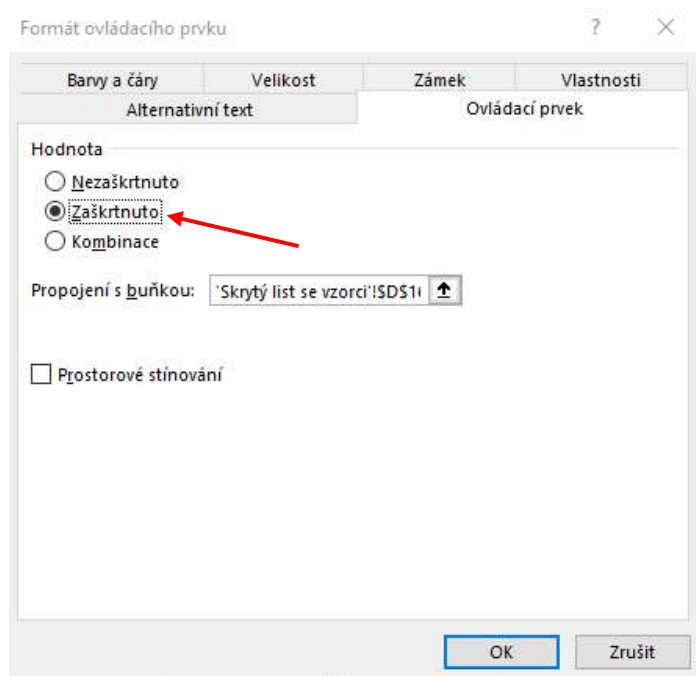 Formát ovládacího prvku ? ×
Barvy a čáry Velikost Zámek Vlastnosti
Alternativní text Ovládací prvek
Hodnota
Nezaškrtnuto
Zaškrtnuto
Kombinace
Propojení s buňkou: 'Skrytý list se vzorci'!$D$1
Prostorové stínování
OK Zrušit